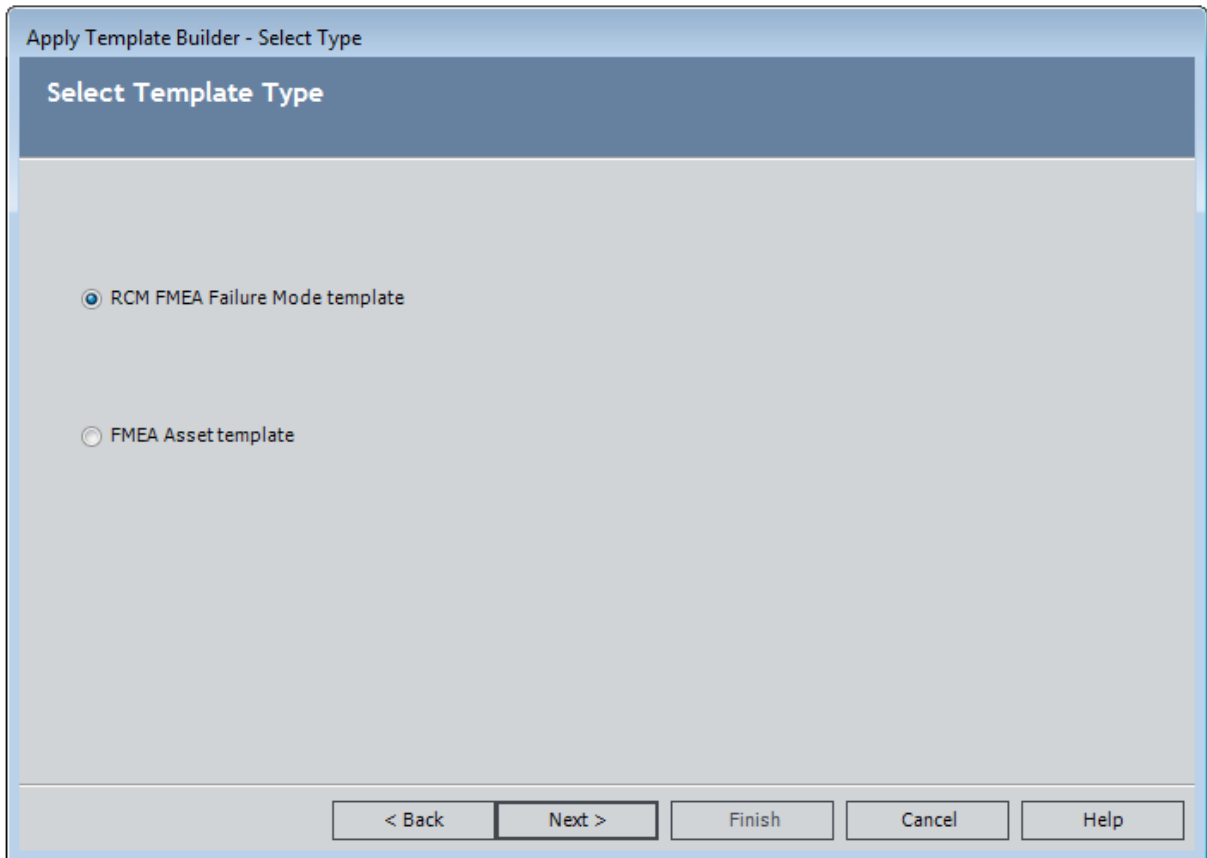 Apply Template Builder - Select Type
Select Template Type
RCM FMEA Failure Mode template
FMEA Asset template
< Back
Next >
Finish
Cancel
Help